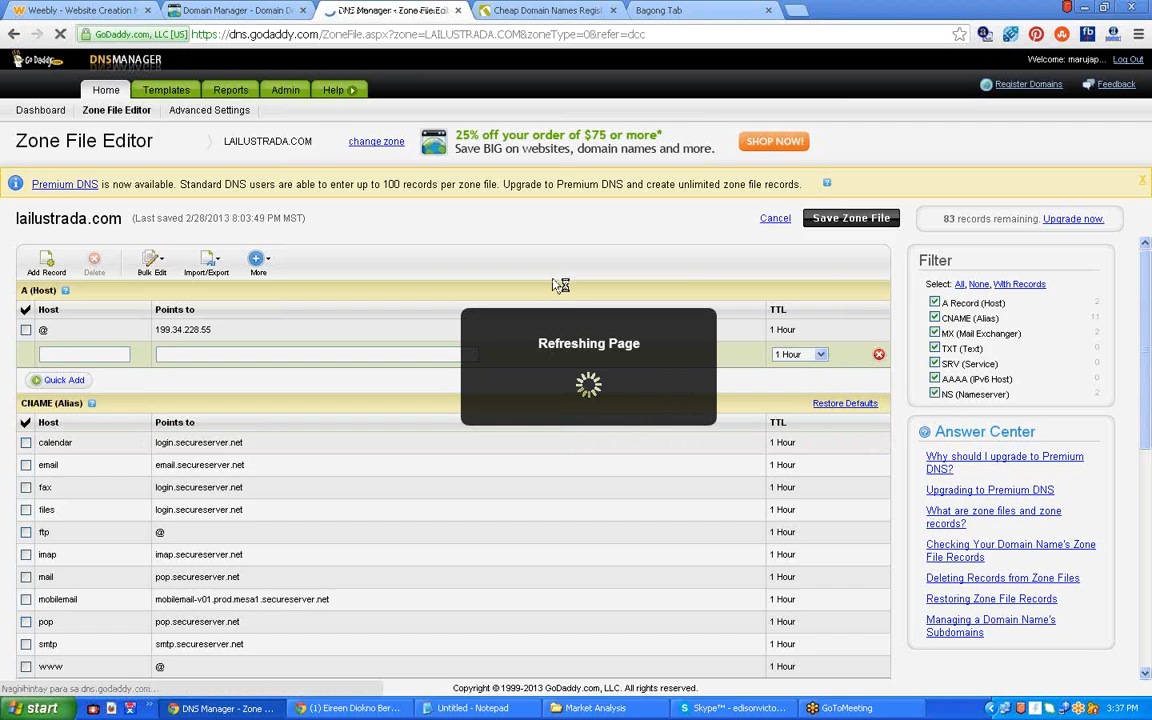 Weebly - Website Creation M
Domain Manager - Domain D
DNS Manager - Zone File Edit
Cheap Domain Names Regist
Bagong Tab
GoDaddy.com, LLC [US]
https://dns.godaddy.com/ZoneFile.aspx?zone=LAILUSTRADA.COM&zoneType=0&refer=dcc
DNSMANAGER
Welcome: marujap... Log Out
Home
Templates
Reports
Admin
Help
Register Domains
Feedback
Dashboard
Zone File Editor
Advanced Settings
Zone File Editor
LAILUSTRADA.COM
change zone
25% off your order of $75 or more*
Save BIG on websites, domain names and more.
SHOP NOW!
Premium DNS is now available. Standard DNS users are able to enter up to 100 records per zone file. Upgrade to Premium DNS and create unlimited zone file records.
lailustrada.com (Last saved 2/28/2013 8:03:49 PM MST)
Cancel
Save Zone File
83 records remaining. Upgrade now.
Add Record
Delete
Bulk Edit
Import/Export
More
A (Host)
Host Points to TTL
@ 199.34.228.55 1 Hour
1 Hour
Quick Add
Refreshing Page
CNAME (Alias)
Restore Defaults
Host Points to TTL
calendar login.secureserver.net 1 Hour
email email.secureserver.net 1 Hour
fax login.secureserver.net 1 Hour
files login.secureserver.net 1 Hour
ftp @ 1 Hour
imap imap.secureserver.net 1 Hour
mail pop.secureserver.net 1 Hour
mobilemail mobilemail-v01.prod.mesa1.secureserver.net 1 Hour
pop pop.secureserver.net 1 Hour
smtp smtp.secureserver.net 1 Hour
www @ 1 Hour
Filter
Select: All, None, With Records
A Record (Host) 2
CNAME (Alias) 11
MX (Mail Exchanger) 2
TXT (Text) 0
SRV (Service) 0
AAAA (IPv6 Host) 0
NS (Nameserver) 2
Answer Center
Why should I upgrade to Premium
DNS?
Upgrading to Premium DNS
What are zone files and zone
records?
Checking Your Domain Name's Zone
File Records
Deleting Records from Zone Files
Restoring Zone File Records
Managing a Domain Name's
Subdomains
Naghihintay para sa dns.godaddy.com...
Copyright © 1999-2013 GoDaddy.com, LLC. All rights reserved.
start
DNS Manager - Zone ...
(1) Eireen Diokno Ber...
Untitled - Notepad
Market Analysis
Skype™ - edisonvicto...
GoToMeeting
3:37 PM